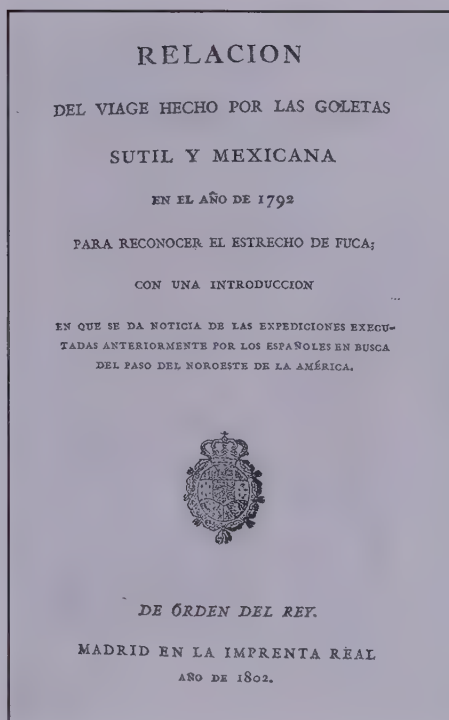 RELACION
DEL VIAGE HECHO POR LAS GOLETAS
SUTIL Y MEXICANA
EN EL AÑO DE 1792
PARA RECONOCER EL ESTRECHO DE FUCA;
CON UNA INTRODUCCION
EN QUE SE DA NOTICIA DE LAS EXPEDICIONES EXECU-
TADAS ANTERIORMENTE POR LOS ESPAÑOLES EN BUSCA
DEL PASO DEL NOROESTE DE LA AMÉRICA.
DE ÓRDEN DEL REY.
MADRID EN LA IMPRENTA REAL
AÑO DE 1802.